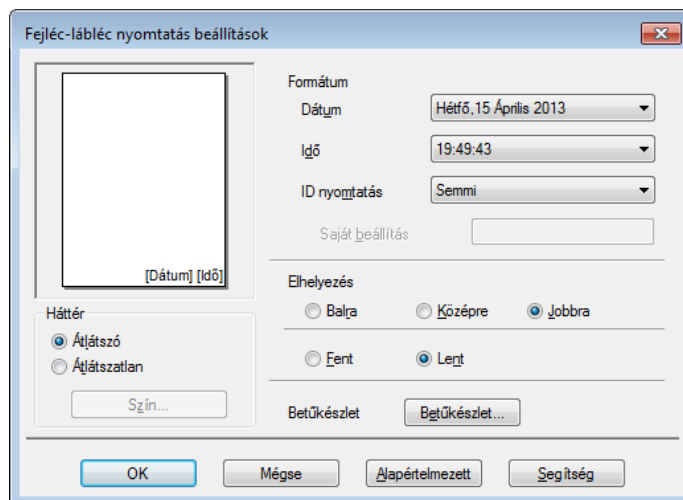 Fejléc-lábléc nyomtatás beállítások
[Dátum] [Idő]
Háttér
Átlátszó
Átlátszatlan
Szín...
Formátum
Dátum
Hétfő,15 Április 2013
Idő
19:49:43
ID nyomtatás
Semmi
Saját beállítás
Elhelyezés
Balra Középre Jobbra
Fent Lent
Betűkészlet Betűkészlet...
OK Mégse Alapértelmezett Segítség